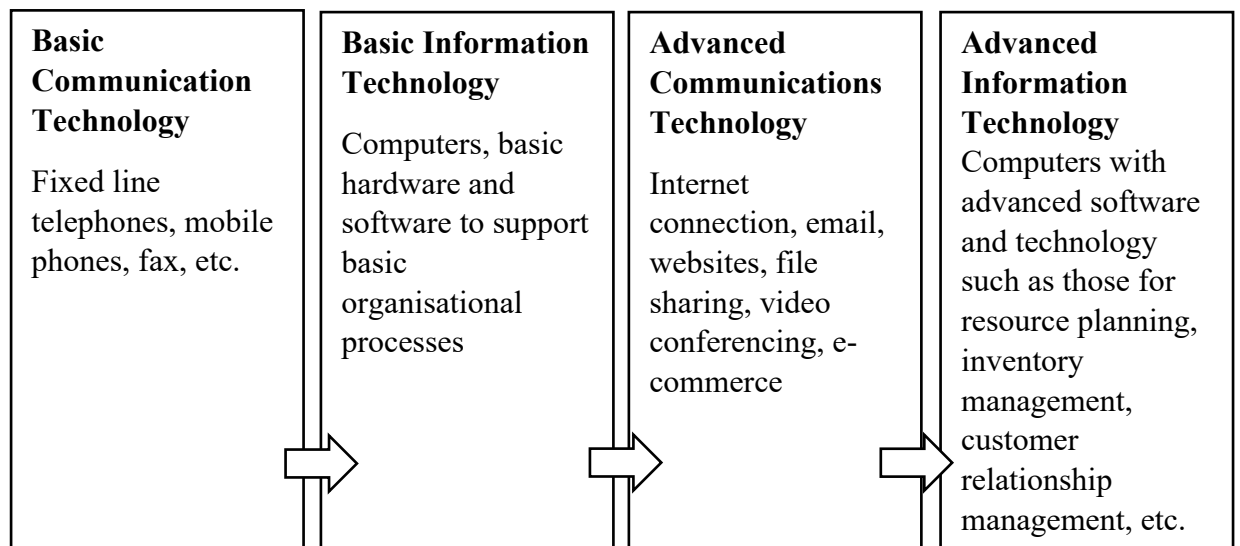 Basic
Communication
Technology
Fixed line
telephones, mobile
phones, fax, etc.
Basic Information
Technology
Computers, basic
hardware and
software to support
basic
organisational
processes
Advanced
Communications
Technology
Internet
connection, email,
websites, file
sharing, video
conferencing, e-
commerce
Advanced
Information
Technology
Computers with
advanced software
and technology
such as those for
resource planning,
inventory
management,
customer
relationship
management, etc.